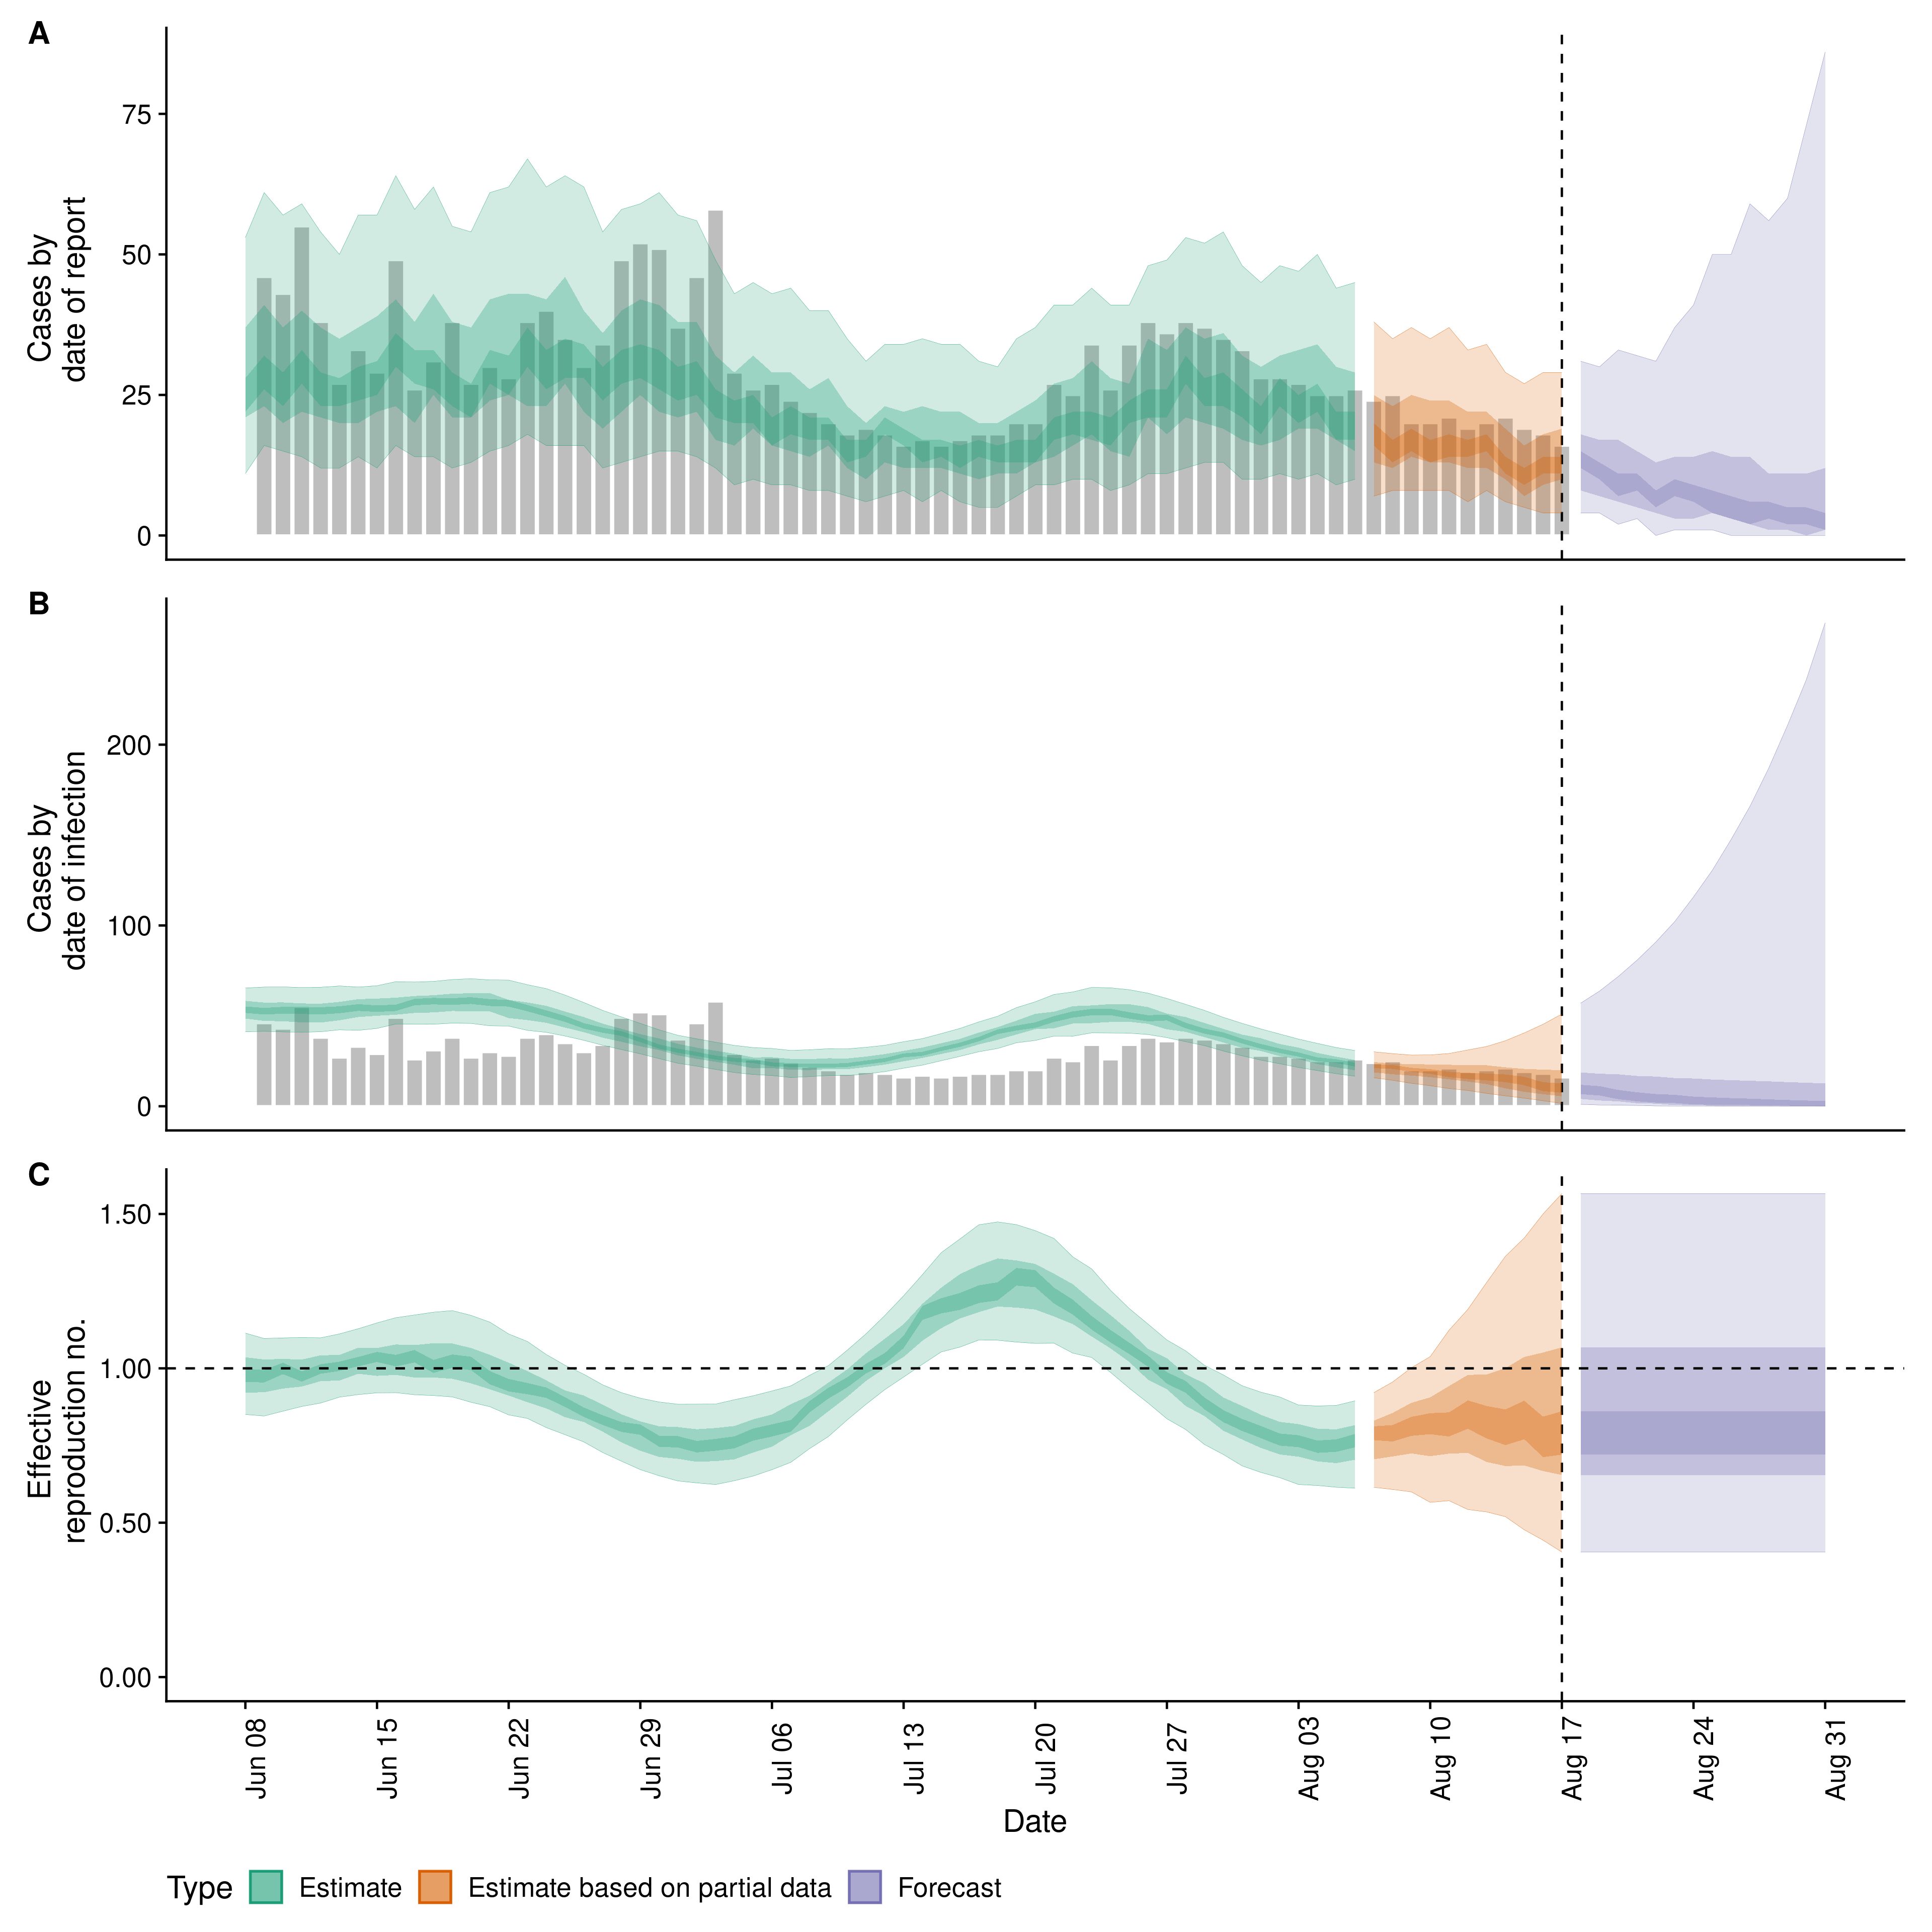 A
Cases by
date of report
75
50
25
0
B
Cases by
date of infection
200
100
0
C
Effective
reproduction no.
1.50
1.00
0.50
0.00
Jun 08
Jun 15
Jun 22
Jun 29
Jul 06
Jul 13
Jul 20
Jul 27
Aug 03
Aug 10
Aug 17
Aug 24
Aug 31
Date
Type Estimate Estimate based on partial data Forecast